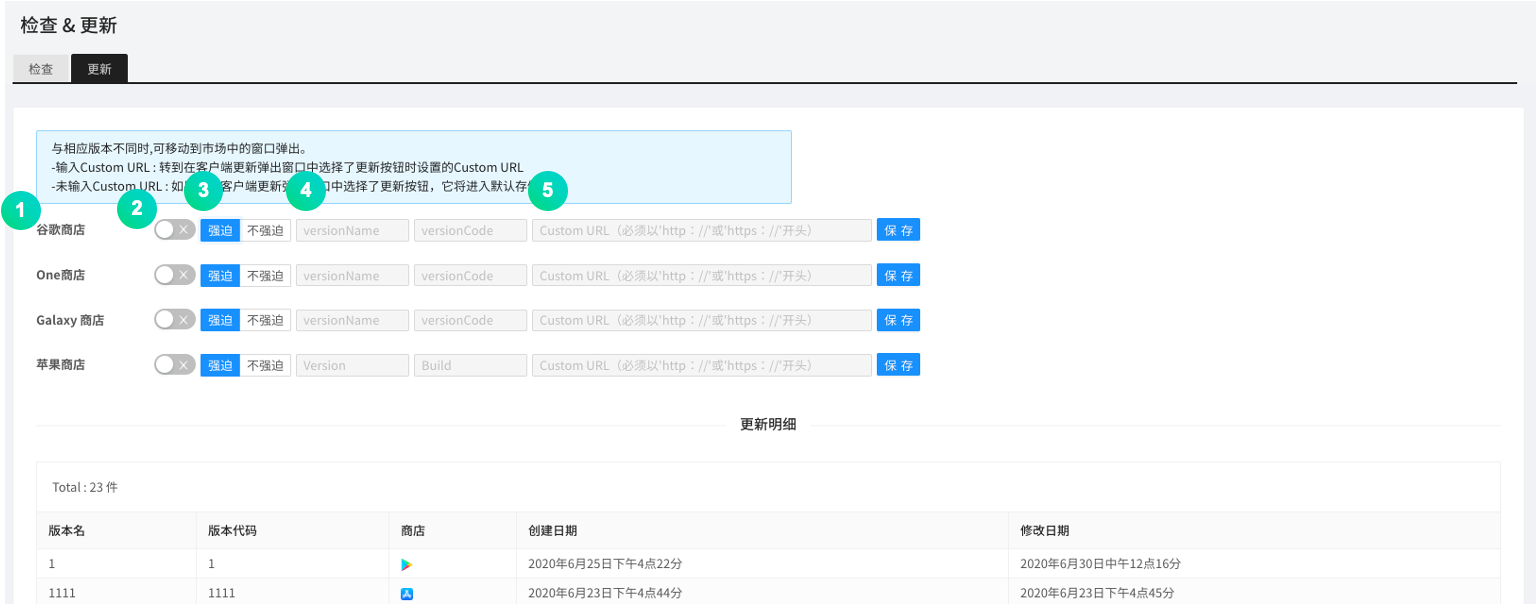 检查 & 更新
检查 更新
与相应版本不同时,可移动到市场中的窗口弹出。
-输入Custom URL : 转到在客户端更新弹出窗口中选择了更新按钮时设置的Custom URL
-未输入Custom URL : 如 客户端更新 口中选择了更新按钮，它将进入默认存
1 2 3 4 5
谷歌商店 强迫 不强迫 versionName versionCode Custom URL（必须以'http：//'或'https：//'开头） 保 存
One商店 强迫 不强迫 versionName versionCode Custom URL（必须以'http：//'或'https：//'开头） 保 存
Galaxy 商店 强迫 不强迫 versionName versionCode Custom URL（必须以'http：//'或'https：//'开头） 保 存
苹果商店 强迫 不强迫 Version Build Custom URL（必须以'http：//'或'https：//'开头） 保 存
更新明细
Total : 23 件
版本名 版本代码 商店 创建日期 修改日期
1 1 2020年6月25日下午4点22分 2020年6月30日中午12点16分
1111 1111 2020年6月23日下午4点44分 2020年6月23日下午4点45分